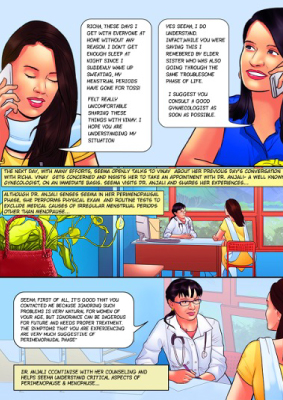 RICHA, THESE DAYS I
GET WITH EVERYONE AT
HOME WITHOUT ANY
REASON. I DON'T GET
ENOUGH SLEEP AT
NIGHT SINCE I
SUDDENLY WAKE UP
SWEATING, MY
MENSTRUAL PERIODS
HAVE GONE FOR TOSS!
FELT REALLY
UNCOMFORTABLE
SHARING THESE
THINGS WITH VINAY. I
HOPE YOU ARE
UNDERSTANDING MY
SITUATION
YES SEEMA, I DO
UNDERSTAND.
INFACT,WHILE YOU WERE
SAYING THIS I
REMEMBERED BY ELDER
SISTER WHO WAS ALSO
GOING THROUGH THE
SAME TROUBLESOME
PHASE OF LIFE.
I SUGGEST YOU
CONSULT A GOOD
GYNAECOLOGIST AS
SOON AS POSSIBLE.
THE NEXT DAY, WITH MANY EFFORTS, SEEMA OPENLY TALKS TO VINAY ABOUT HER PREVIOUS DAY'S CONVERSATION
WITH RICHA. VINAY GETS CONCERNED AND INSISTS HER TO TAKE AN APPOINTMENT WITH DR. ANJALI- A WELL KNOWN
GYNECOLOGIST, ON AN IMMEDIATE BASIS. SEEMA VISITS DR. ANJALI AND SHARES HER EXPERIENCES...
ALTHOUGH DR. ANJALI SENSES SEEMA IN HER PERIMENOPAUSAL
PHASE, SHE PERFORMS PHYSICAL EXAM AND ROUTINE TESTS TO
EXCLUDE MEDICAL CAUSES OF IRREGULAR MENSTRUAL PERIODS
OTHER THAN MENOPAUSE...
SEEMA, FIRST OF ALL, IT'S GOOD THAT YOU
CONTACTED ME BECAUSE IGNORING SUCH
PROBLEMS IS VERY NATURAL FOR WOMEN OF
YOUR AGE. BUT IGNORANCE CAN BE INGENIOUS
FOR FUTURE AND NEEDS PROPER TREATMENT.
THE SYMPTOMS THAT YOU ARE EXPERIENCING
ARE VERY MUCH SUGGESTIVE OF
PERIMENOPAUSAL PHASE"
DR ANJALI COONTINUSE WITH HER COUNSELING AND
HELPS SEEMA UNDERSTAND CRITICAL ASPECTS OF
PERIMENOPAUSE & MENOPAUSE...